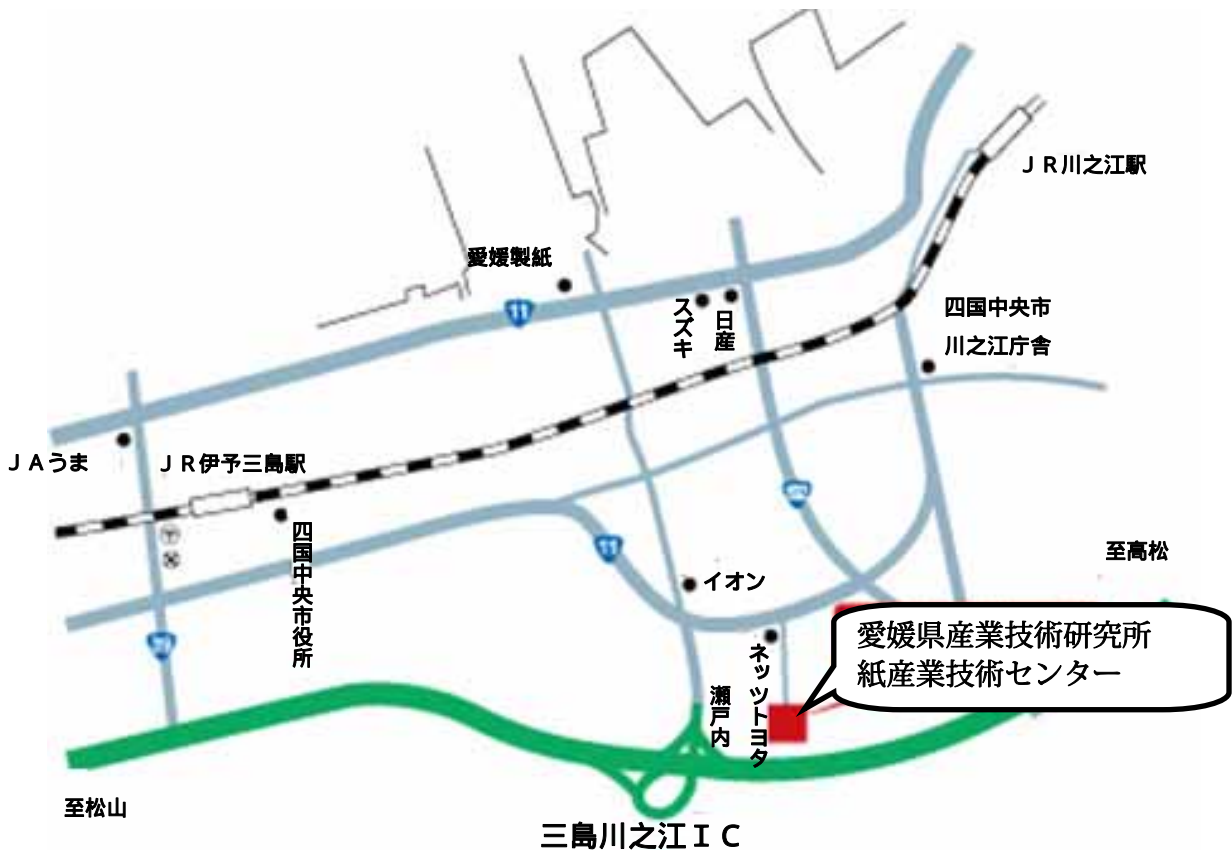 ＪＲ川之江駅
愛媛製紙
11
スズキ
日産
四国中央市
川之江庁舎
ＪＡうま
ＪＲ伊予三島駅
四国中央市役所
11
至高松
イオン
愛媛県産業技術研究所
紙産業技術センター
ネッツトヨタ
瀬戸内
至松山
三島川之江ＩＣ